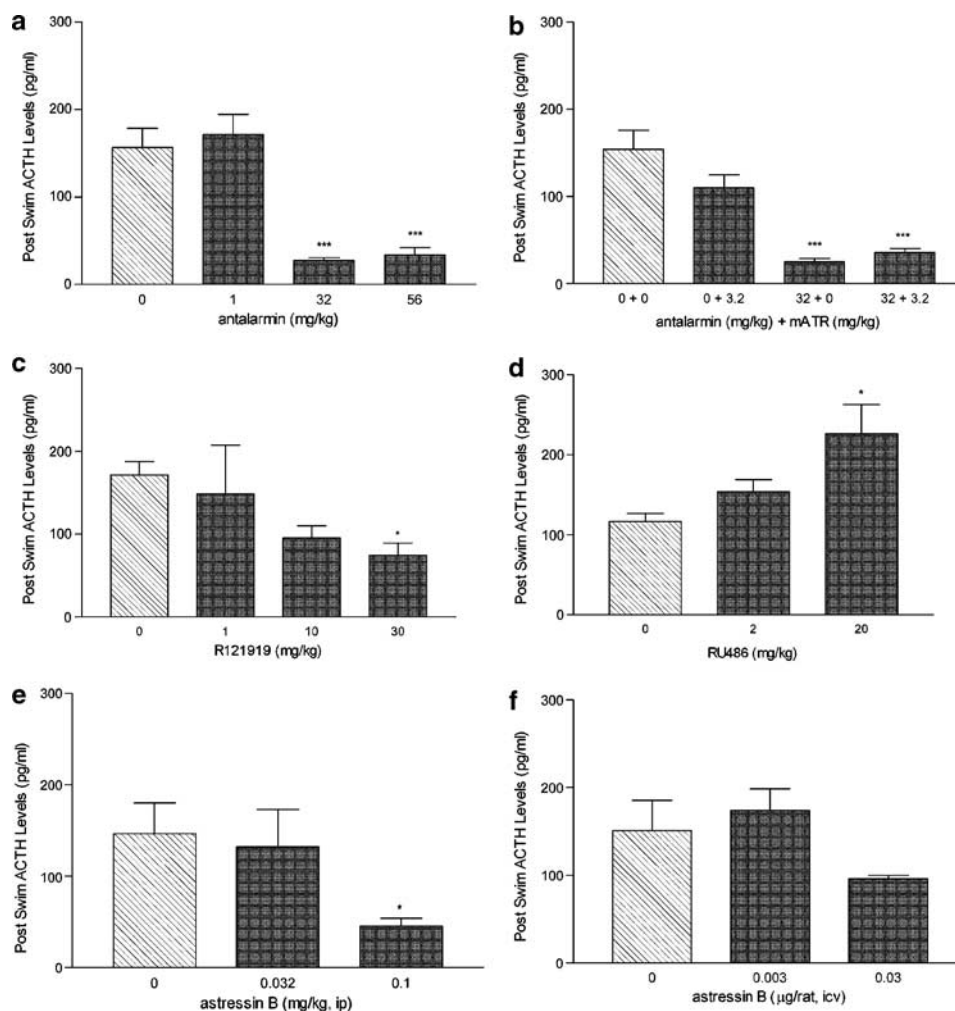 a
Post Swim ACTH Levels (pg/ml)
300
200
100
0
***
***
0 1 32 56
antalarmin (mg/kg)
b
Post Swim ACTH Levels (pg/ml)
300
200
100
0
***
***
0 + 0 0 + 3.2 32 + 0 32 + 3.2
antalarmin (mg/kg) + mATR (mg/kg)
c
Post Swim ACTH Levels (pg/ml)
300
200
100
0
*
0 1 10 30
R121919 (mg/kg)
d
Post Swim ACTH Levels (pg/ml)
300
200
100
0
*
0 2 20
RU486 (mg/kg)
e
Post Swim ACTH Levels (pg/ml)
300
200
100
0
*
0 0.032 0.1
astressin B (mg/kg, ip)
f
Post Swim ACTH Levels (pg/ml)
300
200
100
0
0 0.003 0.03
astressin B (μg/rat, icv)